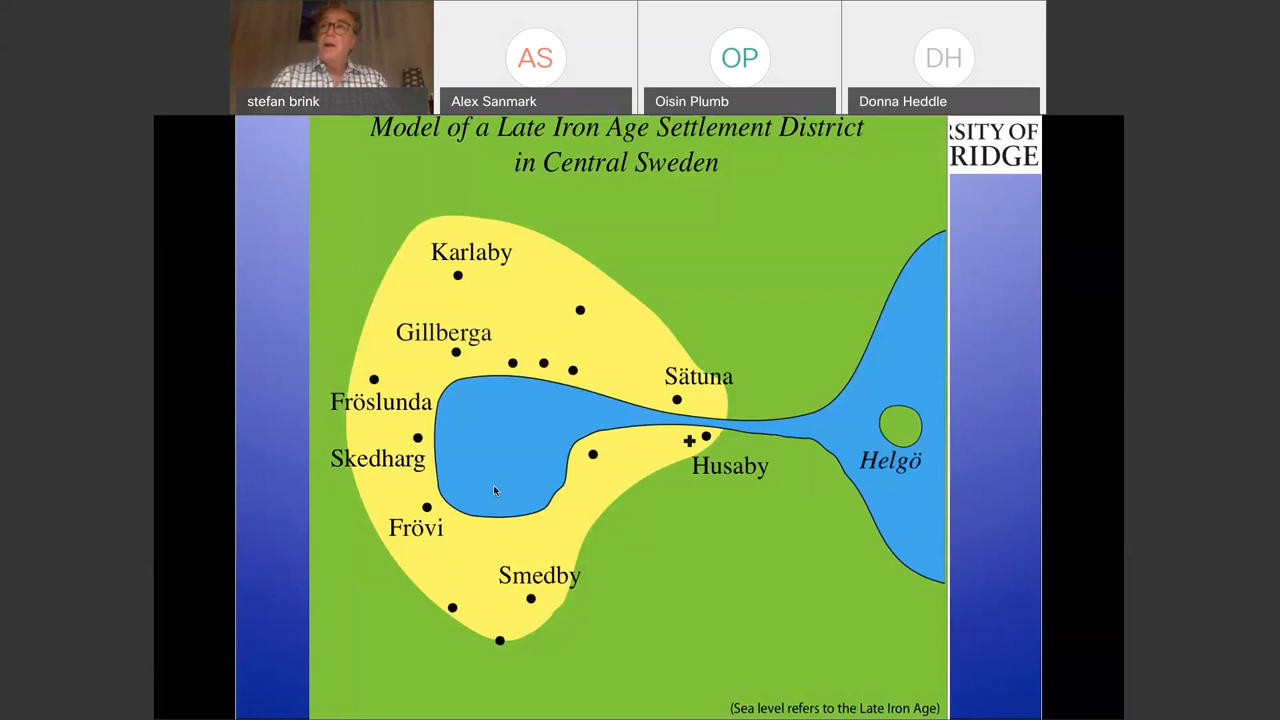 stefan brink
AS
Alex Sanmark
OP
Oisin Plumb
DH
Donna Heddle
Model of a Late Iron Age Settlement District
in Central Sweden
SITY OF
RIDGE
Karlaby
Gillberga
Sätuna
Fröslunda
Skedharg
Husaby
Helgö
Frövi
Smedby
(Sea level refers to the Late Iron Age)